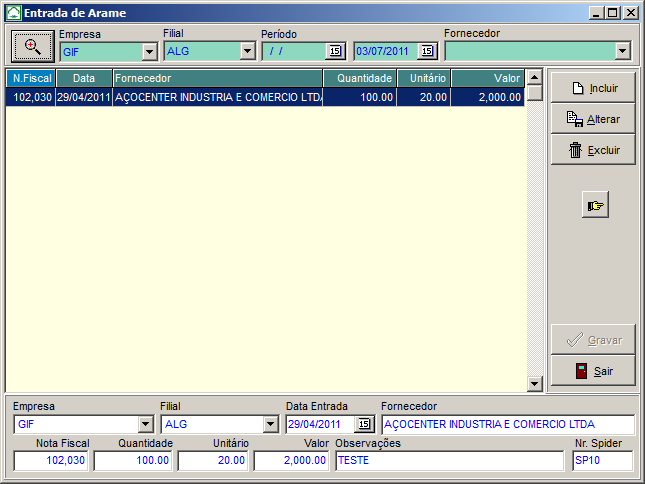 Entrada de Arame
Empresa Filial Período Fornecedor
GIF ALG / / 15 03/07/2011 15
N.Fiscal Data Fornecedor Quantidade Unitário Valor
102,030 29/04/2011 AÇOCENTER INDUSTRIA E COMERCIO LTDA 100.00 20.00 2,000.00
Incluir
Alterar
Excluir
Gravar
Sair
Empresa Filial Data Entrada Fornecedor
GIF ALG 29/04/2011 15 AÇOCENTER INDUSTRIA E COMERCIO LTDA
Nota Fiscal Quantidade Unitário Valor Observações Nr. Spider
102,030 100.00 20.00 2,000.00 TESTE SP10